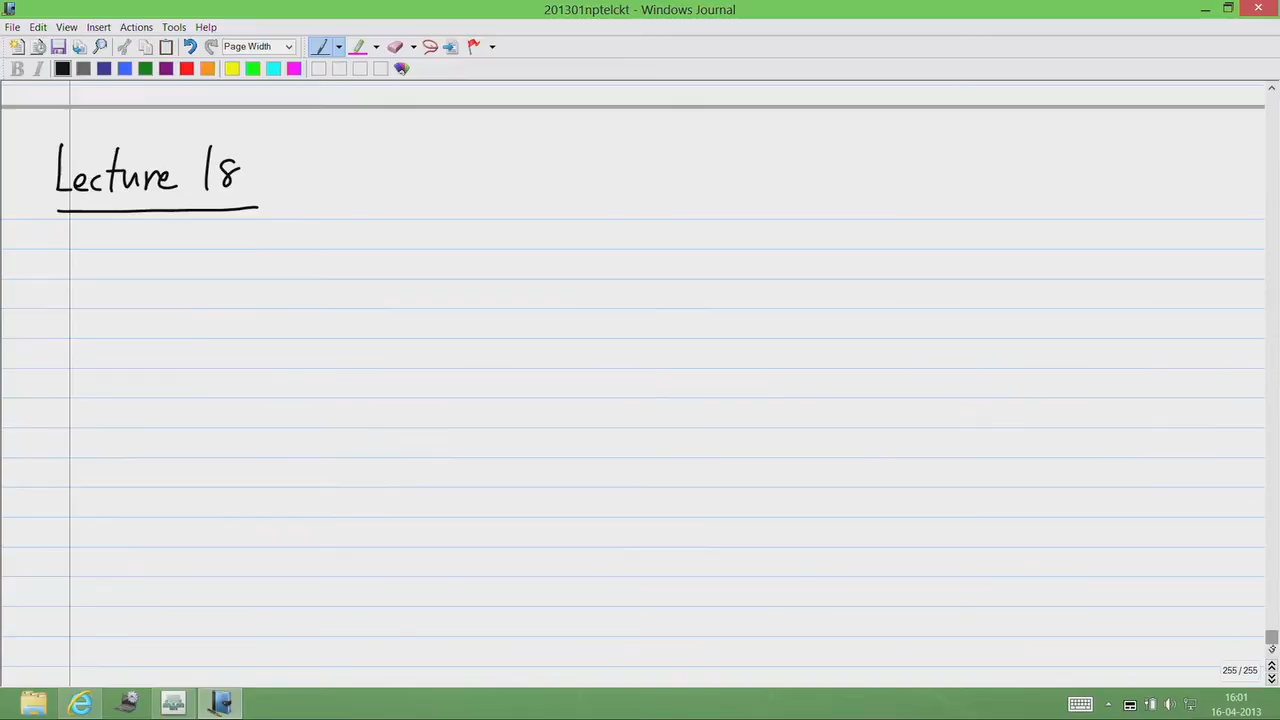 201301nptelckt - Windows Journal
File Edit View Insert Actions Tools Help
Page Width
B I
Lecture 18
255 / 255
16:01
16-04-2013